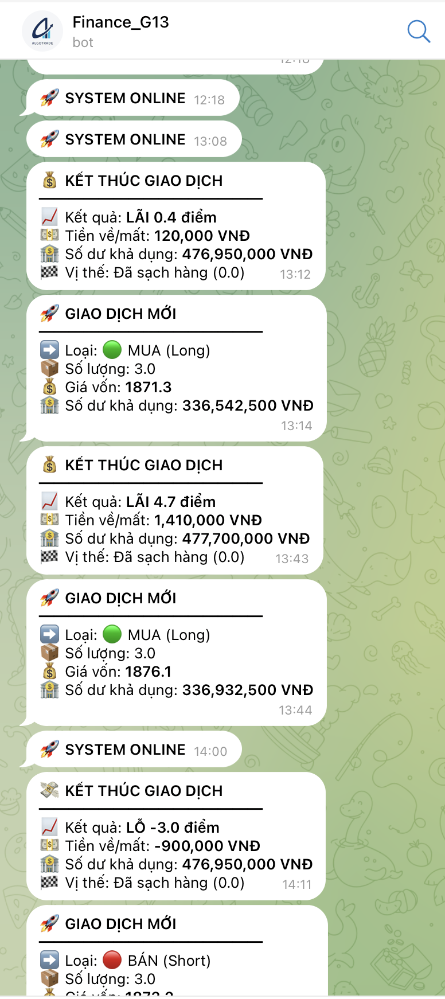 Finance_G13
bot
ALGOTRADE
12:18
SYSTEM ONLINE 12:18
SYSTEM ONLINE 13:08
KẾT THÚC GIAO DỊCH
Kết quả: LÃI 0.4 điểm
Tiền về/mất: 120,000 VNĐ
Số dư khả dụng: 476,950,000 VNĐ
Vị thế: Đã sạch hàng (0.0) 13:12
GIAO DỊCH MỚI
Loại: MUA (Long)
Số lượng: 3.0
Giá vốn: 1871.3
Số dư khả dụng: 336,542,500 VNĐ
13:14
KẾT THÚC GIAO DỊCH
Kết quả: LÃI 4.7 điểm
Tiền về/mất: 1,410,000 VNĐ
Số dư khả dụng: 477,700,000 VNĐ
Vị thế: Đã sạch hàng (0.0) 13:43
GIAO DỊCH MỚI
Loại: MUA (Long)
Số lượng: 3.0
Giá vốn: 1876.1
Số dư khả dụng: 336,932,500 VNĐ
13:44
SYSTEM ONLINE 14:00
KẾT THÚC GIAO DỊCH
Kết quả: LỖ -3.0 điểm
Tiền về/mất: -900,000 VNĐ
Số dư khả dụng: 476,950,000 VNĐ
Vị thế: Đã sạch hàng (0.0) 14:11
GIAO DỊCH MỚI
Loại: BÁN (Short)
Số lượng: 3.0
Giá vốn: